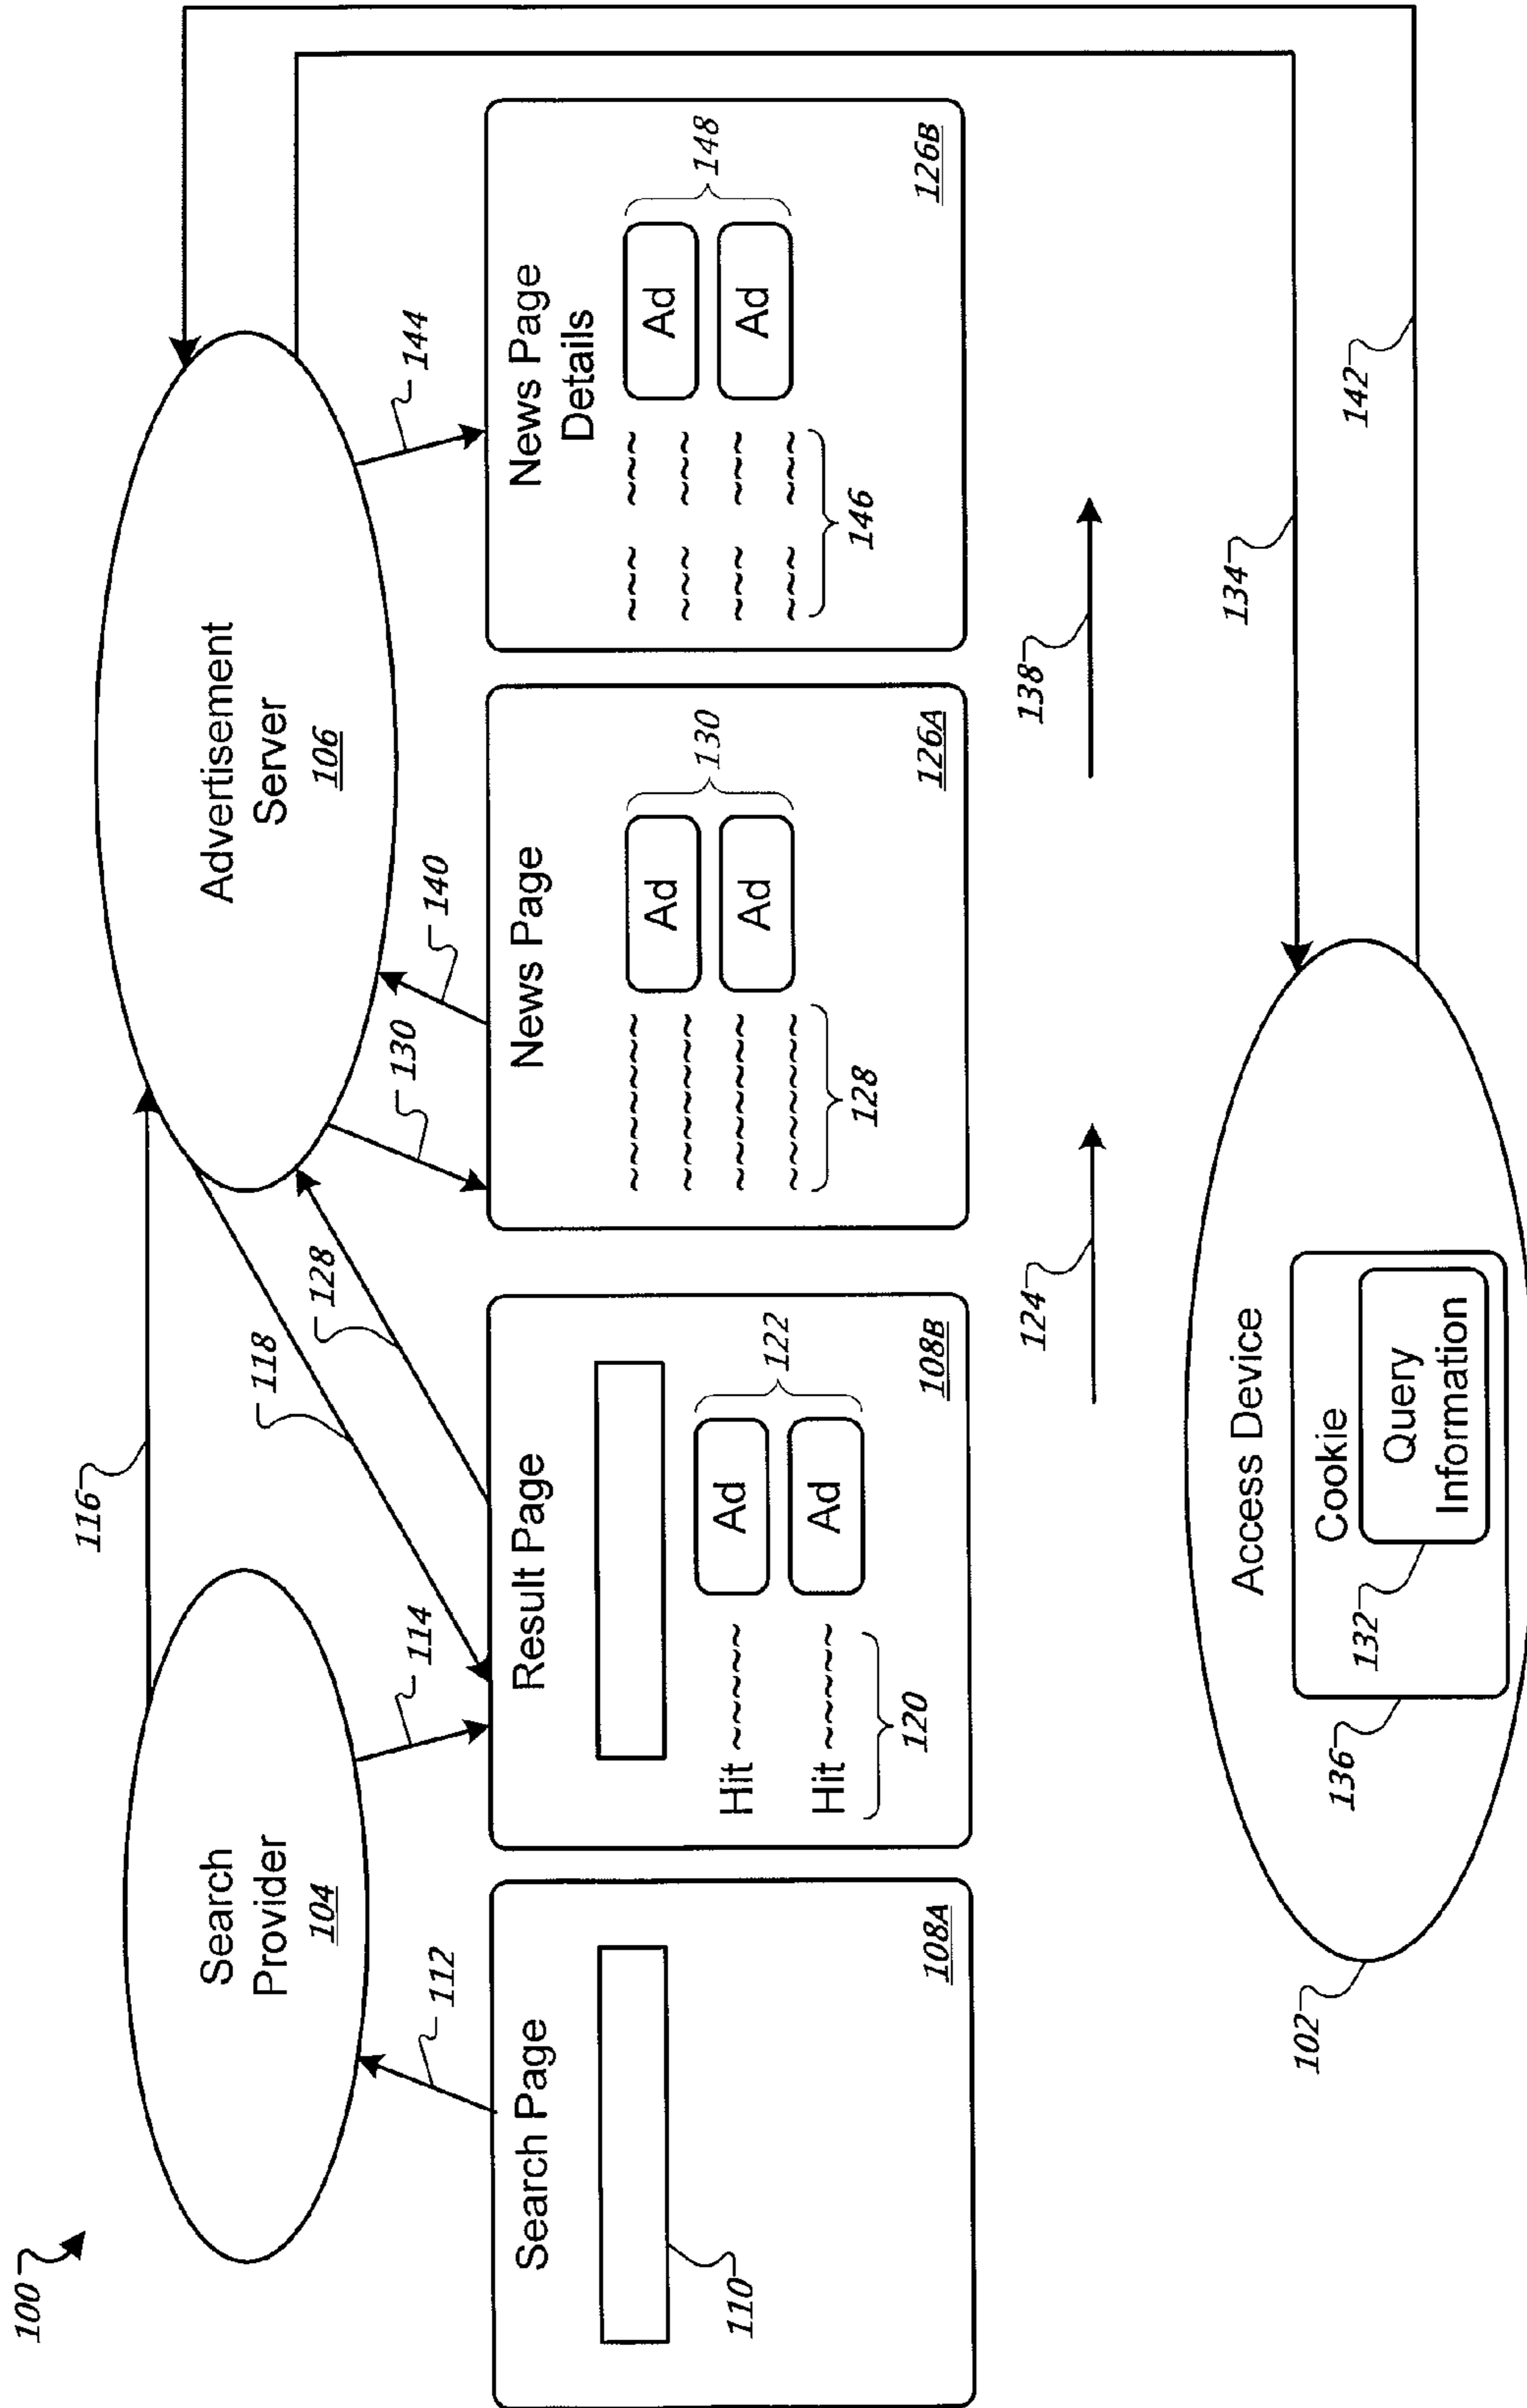 100
116
Search
Provider
104
Advertisement
Server
106
112
114
118
128
130
140
144
Search Page
110
108A
Result Page
Hit ~~~~~~
Hit ~~~~~~
120
Ad
Ad
122
108B
News Page
128
Ad
Ad
130
126A
News Page
Details
146
Ad
Ad
148
126B
124
138
134
142
Access Device
Cookie
Query
Information
132
136
102